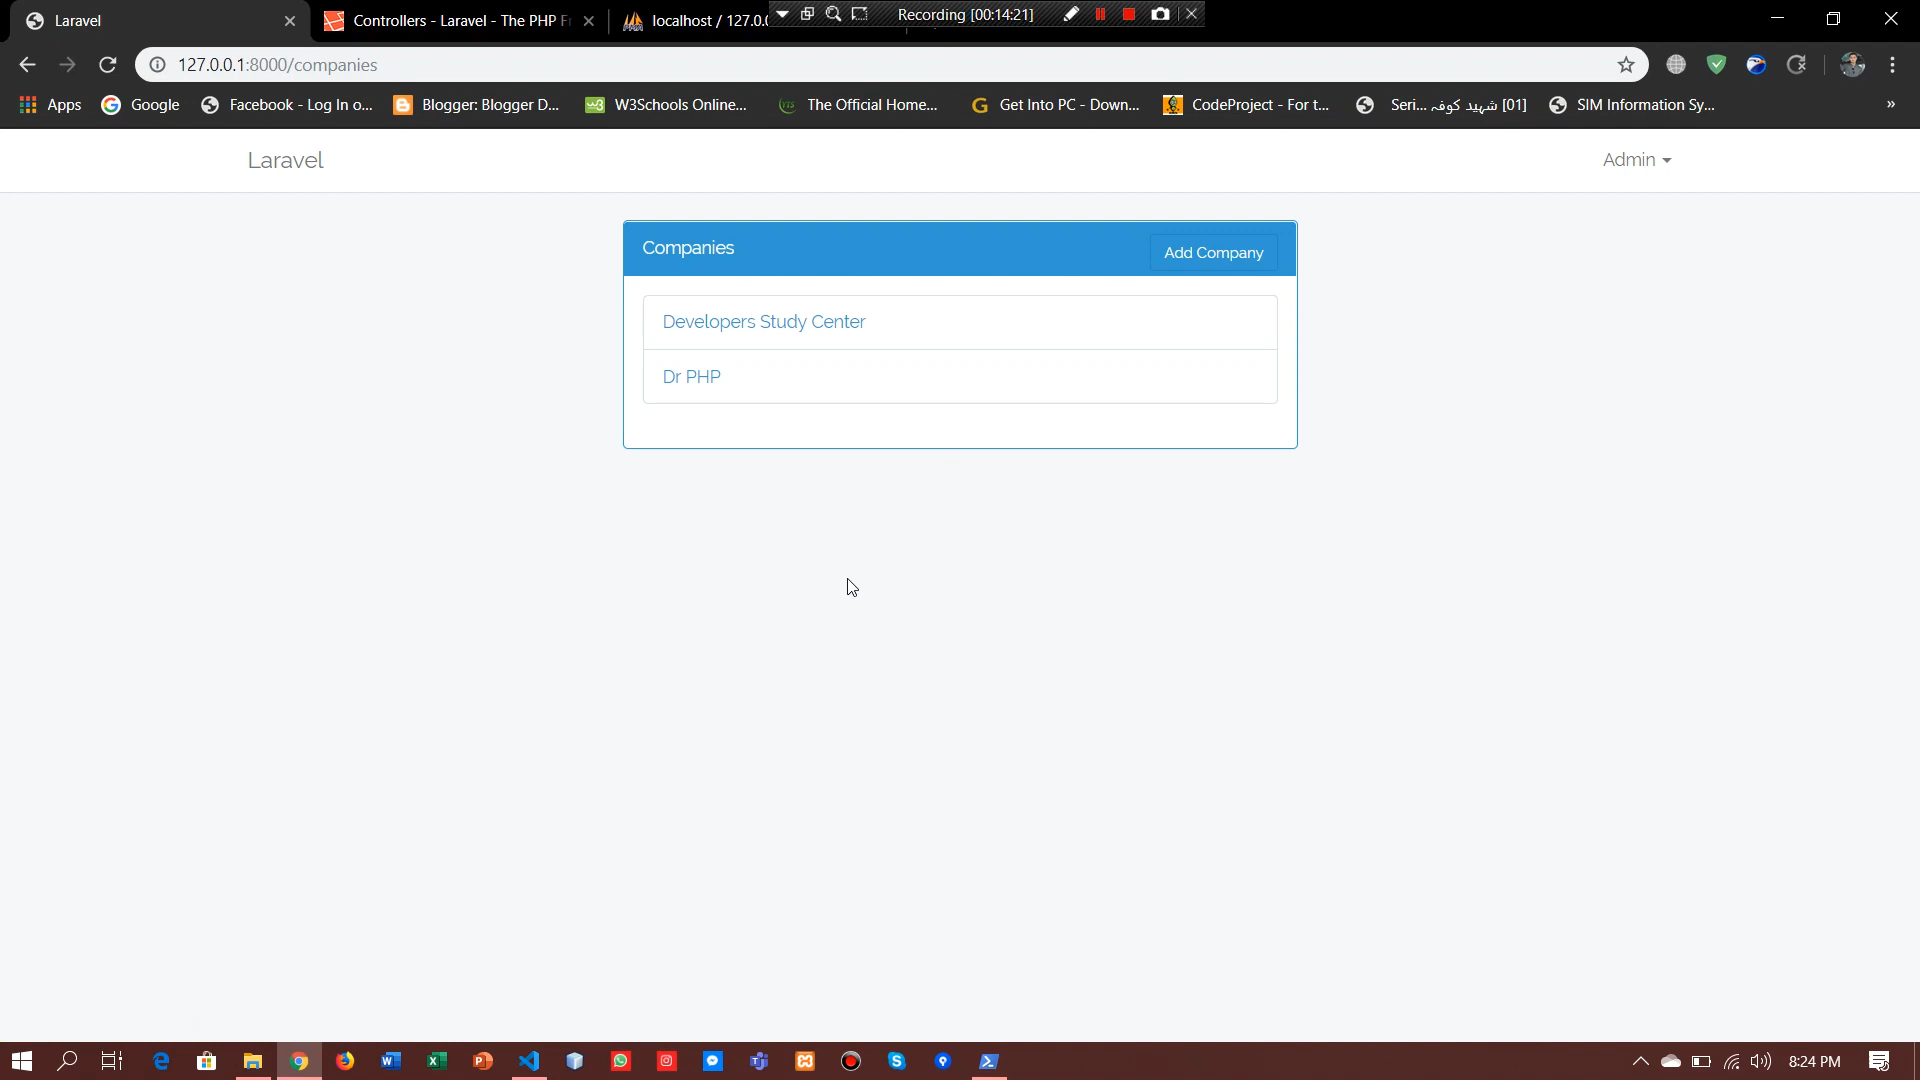 Laravel
Controllers - Laravel - The PHP F
localhost / 127.0.0
Recording [00:14:21]
127.0.0.1:8000/companies
Apps
Google
Facebook - Log In o...
Blogger: Blogger D...
W3Schools Online...
The Official Home...
Get Into PC - Down...
CodeProject - For t...
Seri... شهید کوفه [01]
SIM Information Sy...
»
Laravel
Admin
Companies
Add Company
Developers Study Center
Dr PHP
8:24 PM